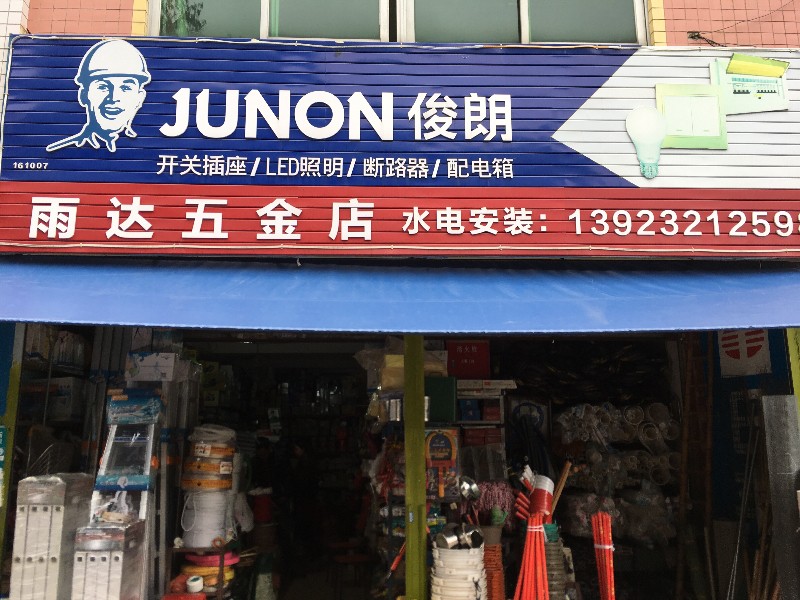 JUNON 俊朗
161007
开关插座/LED照明/断路器/配电箱
雨达五金店 水电安装：13923212598